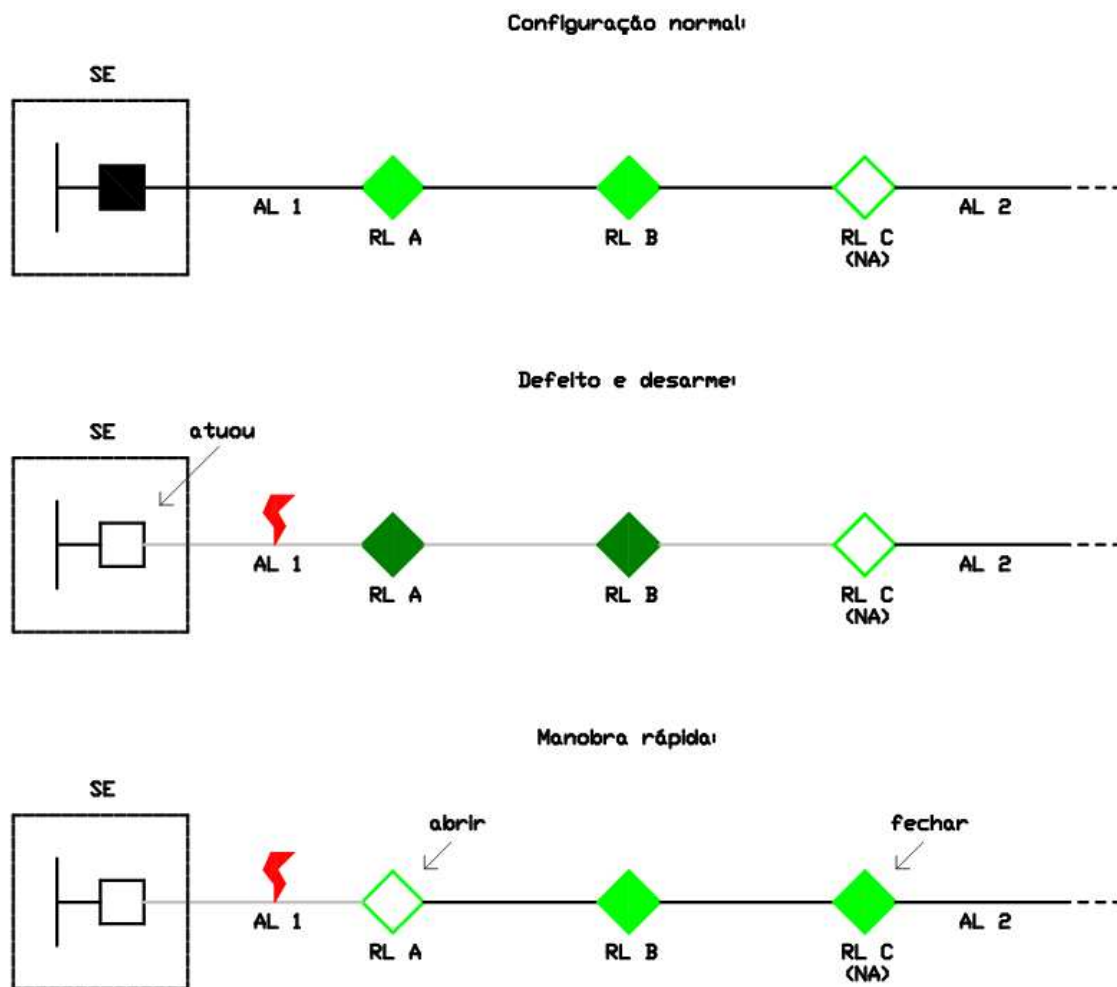 Configuração normal:
SE
AL 1
AL 2
RL A
RL B
RL C
(NA)
Defeito e desarme:
SE
atuou
AL 1
AL 2
RL A
RL B
RL C
(NA)
Manobra rápida:
SE
abrir
fechar
AL 1
AL 2
RL A
RL B
RL C
(NA)